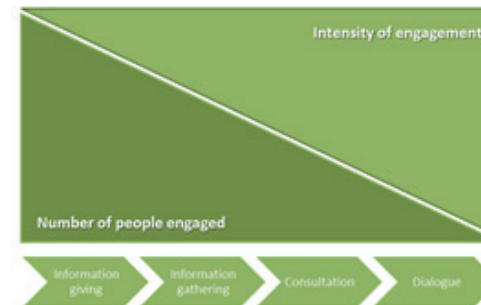 Intensity of engagement
Number of people engaged
Information
giving
Information
gathering
Consultation
Dialogue